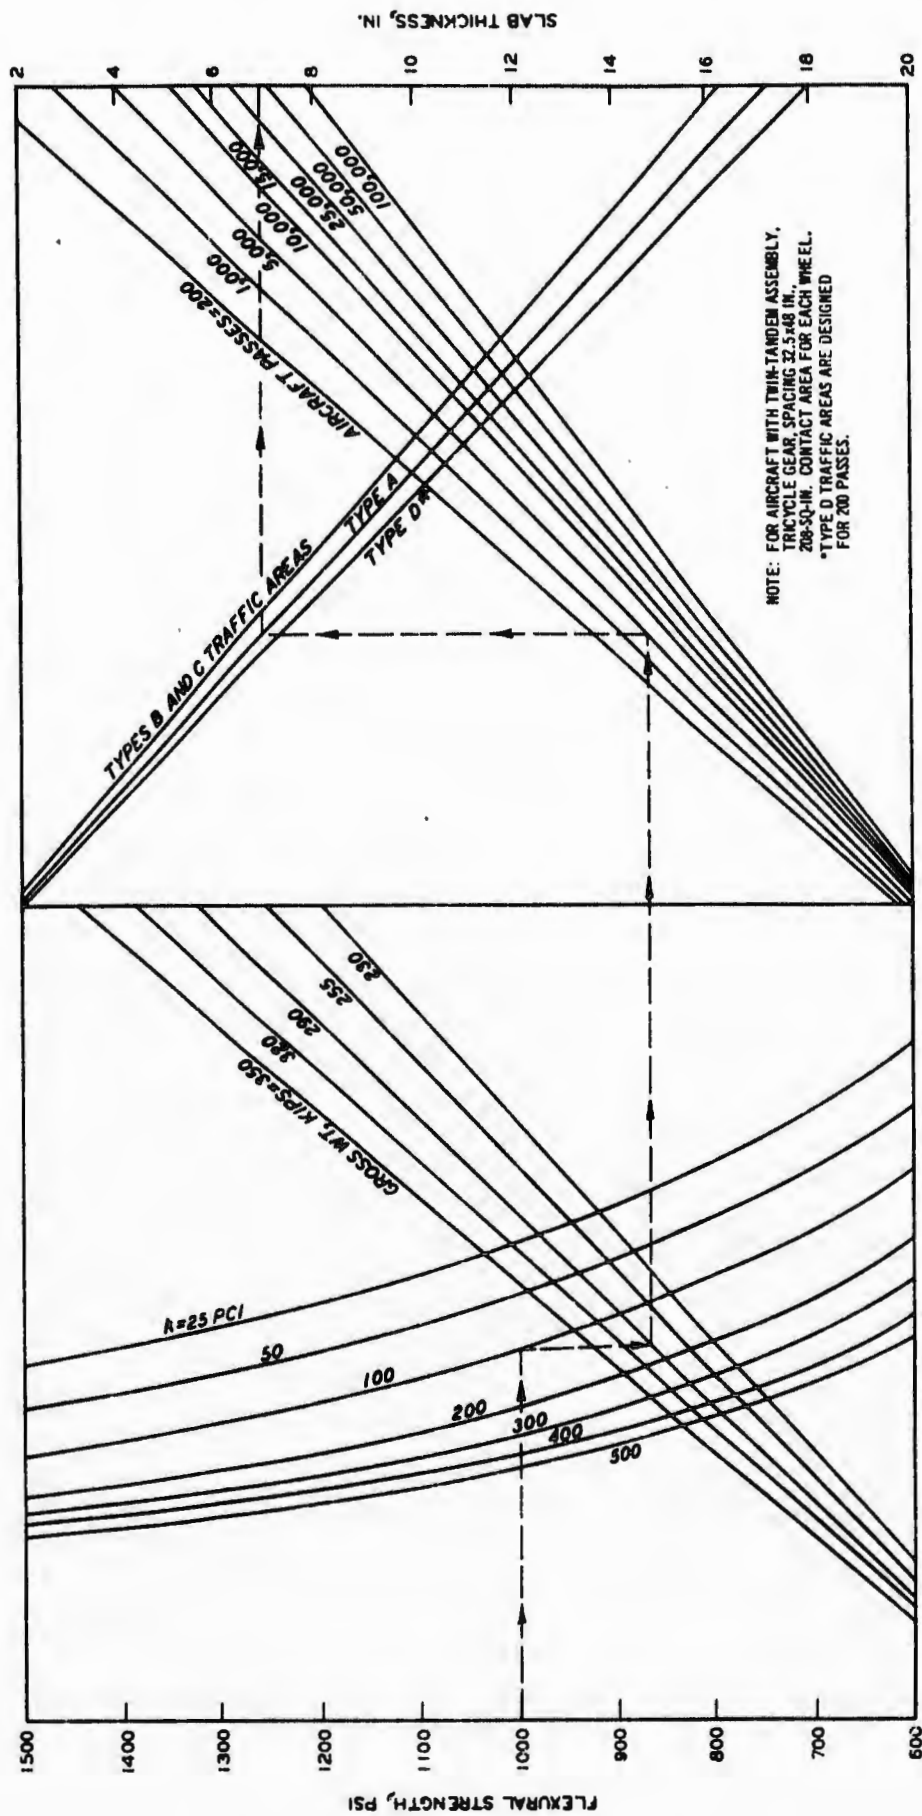 FLEXURAL STRENGTH, PSI
1500
1400
1300
1200
1100
1000
900
800
700
600
k=25 PCI
50
100
200
300
400
500
GROSS WT, KIPS=350
320
290
255
230
TYPES B AND C TRAFFIC AREAS
TYPE A
TYPE D*
AIRCRAFT PASSES=200
1,000
5,000
10,000
15,000
25,000
50,000
100,000
NOTE: FOR AIRCRAFT WITH TWIN-TANDEM ASSEMBLY,
TRICYCLE GEAR, SPACING 32.5x48 IN.,
208-SQ-IN. CONTACT AREA FOR EACH WHEEL.
*TYPE D TRAFFIC AREAS ARE DESIGNED
FOR 200 PASSES.
2
4
6
7
8
10
12
14
16
18
20
SLAB THICKNESS, IN.